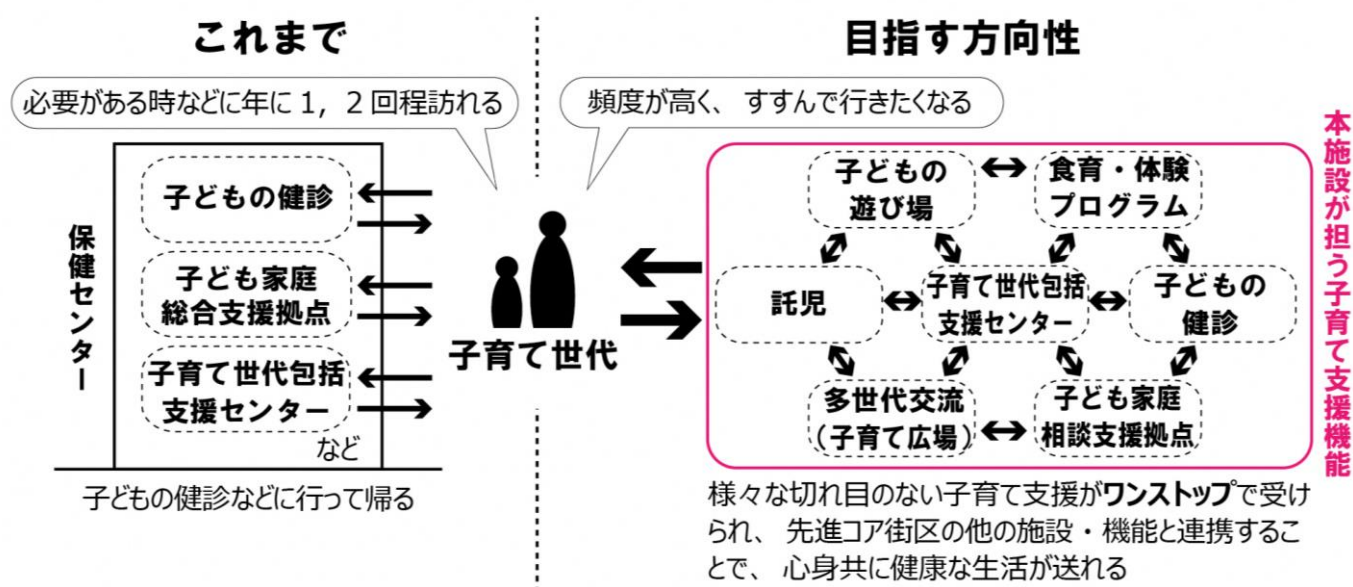 これまで
必要がある時などに年に1，2回程訪れる
保健センター
子どもの健診
子ども家庭
総合支援拠点
子育て世代包括
支援センター
など
子どもの健診などに行って帰る
子育て世代
目指す方向性
頻度が高く、すすんで行きたくなる
子どもの
遊び場
食育・体験
プログラム
託児
子育て世代包括
支援センター
子どもの
健診
多世代交流
(子育て広場)
子ども家庭
相談支援拠点
本施設が担う子育て支援機能
様々な切れ目のない子育て支援がワンストップで受け
られ、先進コア街区の他の施設・機能と連携するこ
とで、心身共に健康な生活が送れる